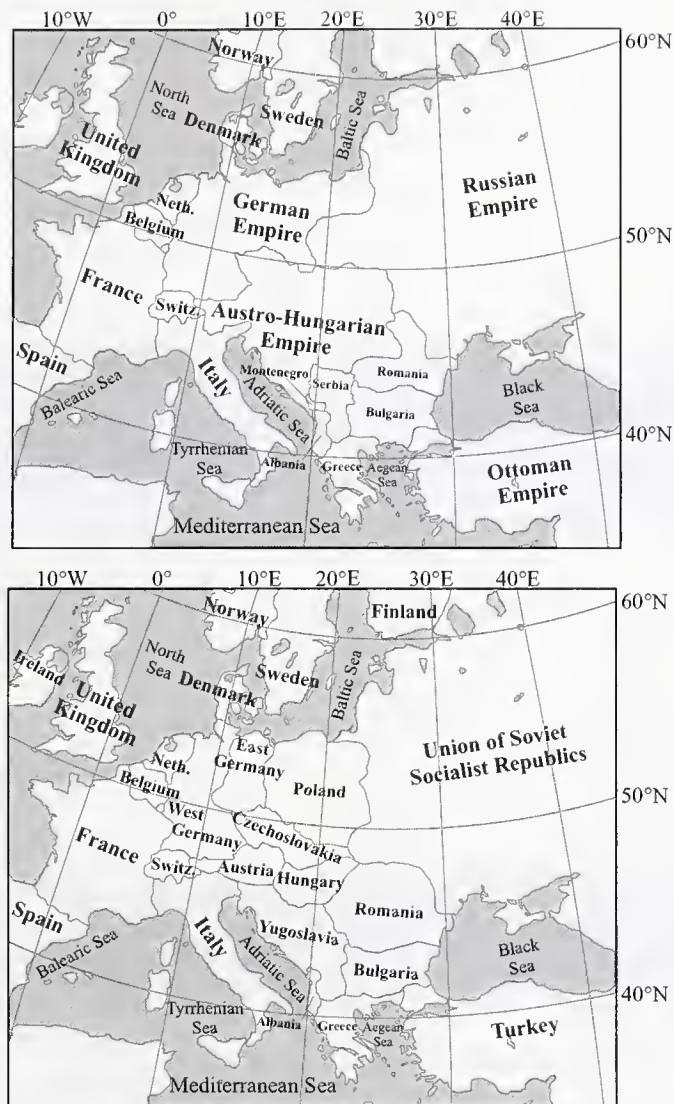 10°W 0° 10°E 20°E 30°E 40°E
60°N
Norway
North
Sea Denmark
Sweden
Baltic Sea
United
Kingdom
Russian
Empire
Neth.
Belgium
German
Empire
50°N
France
Switz.
Austro-Hungarian
Empire
Spain
Balearic Sea
Italy
Montenegro
Adriatic Sea
Serbia
Romania
Bulgaria
Black
Sea
40°N
Tyrrhenian
Sea
Albania
Greece
Aegean
Sea
Ottoman
Empire
Mediterranean Sea
10°W 0° 10°E 20°E 30°E 40°E
60°N
Norway
Finland
Ireland
North
Sea Denmark
Sweden
Baltic Sea
United
Kingdom
Union of Soviet
Socialist Republics
Neth.
Belgium
East
Germany
Poland
50°N
West
Germany
Czechoslovakia
France
Switz.
Austria
Hungary
Romania
Spain
Balearic Sea
Italy
Yugoslavia
Adriatic Sea
Bulgaria
Black
Sea
40°N
Tyrrhenian
Sea
Albania
Greece
Aegean
Sea
Turkey
Mediterranean Sea